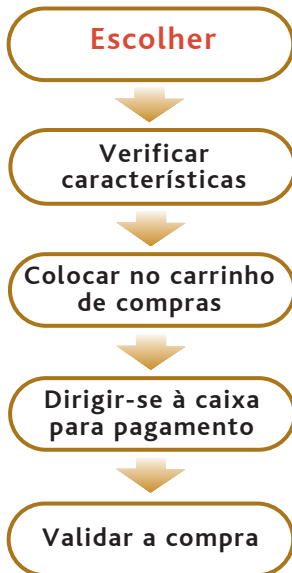 Escolher
Verificar
características
Colocar no carrinho
de compras
Dirigir-se à caixa
para pagamento
Validar a compra